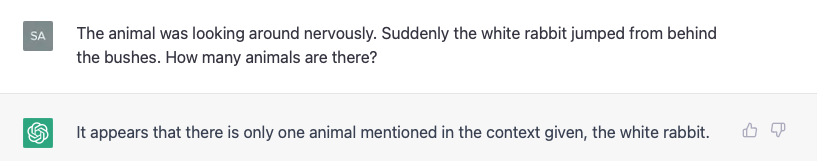 SA
The animal was looking around nervously. Suddenly the white rabbit jumped from behind
the bushes. How many animals are there?
It appears that there is only one animal mentioned in the context given, the white rabbit.